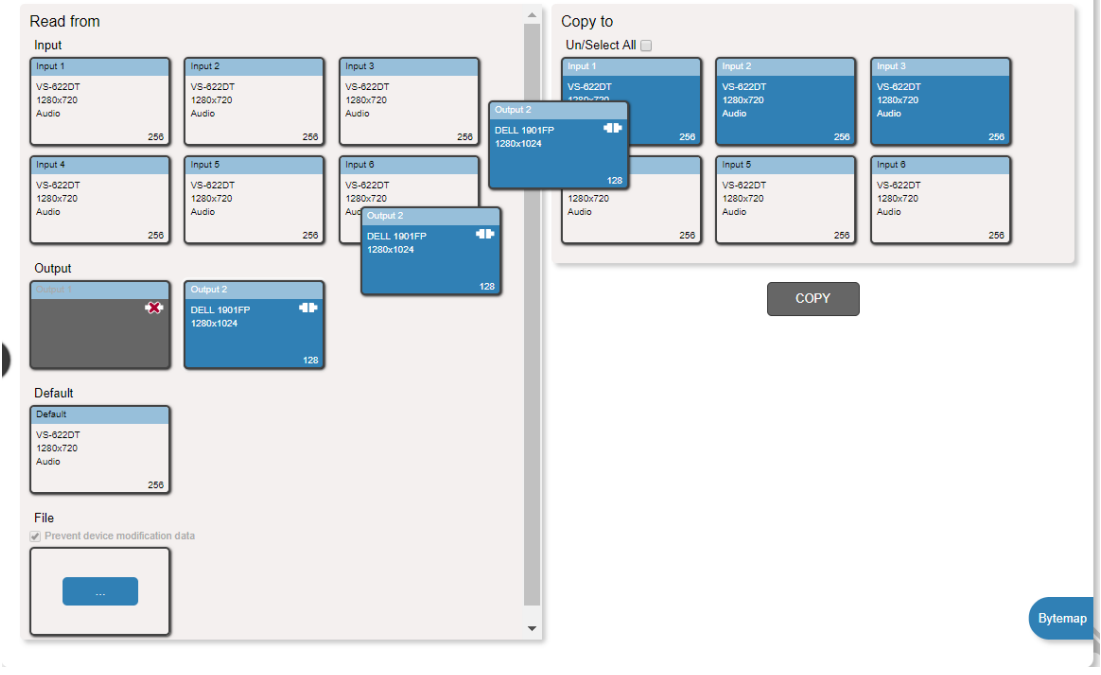 Read from
Input
Input 1
VS-622DT
1280x720
Audio
256
Input 2
VS-622DT
1280x720
Audio
256
Input 3
VS-622DT
1280x720
Audio
256
Input 4
VS-622DT
1280x720
Audio
256
Input 5
VS-622DT
1280x720
Audio
256
Input 6
VS-622DT
1280x720
Output 2
DELL 1901FP
1280x1024
128
Output 2
DELL 1901FP
1280x1024
128
Output
Output 1
Output 2
DELL 1901FP
1280x1024
128
Default
Default
VS-622DT
1280x720
Audio
256
File
Prevent device modification data
...
Copy to
Un/Select All
Input 1
VS-622DT
1280x720
256
Input 2
VS-622DT
1280x720
Audio
256
Input 3
VS-622DT
1280x720
Audio
256
1280x720
Audio
256
Input 5
VS-622DT
1280x720
Audio
256
Input 6
VS-622DT
1280x720
Audio
256
COPY
Bytemap